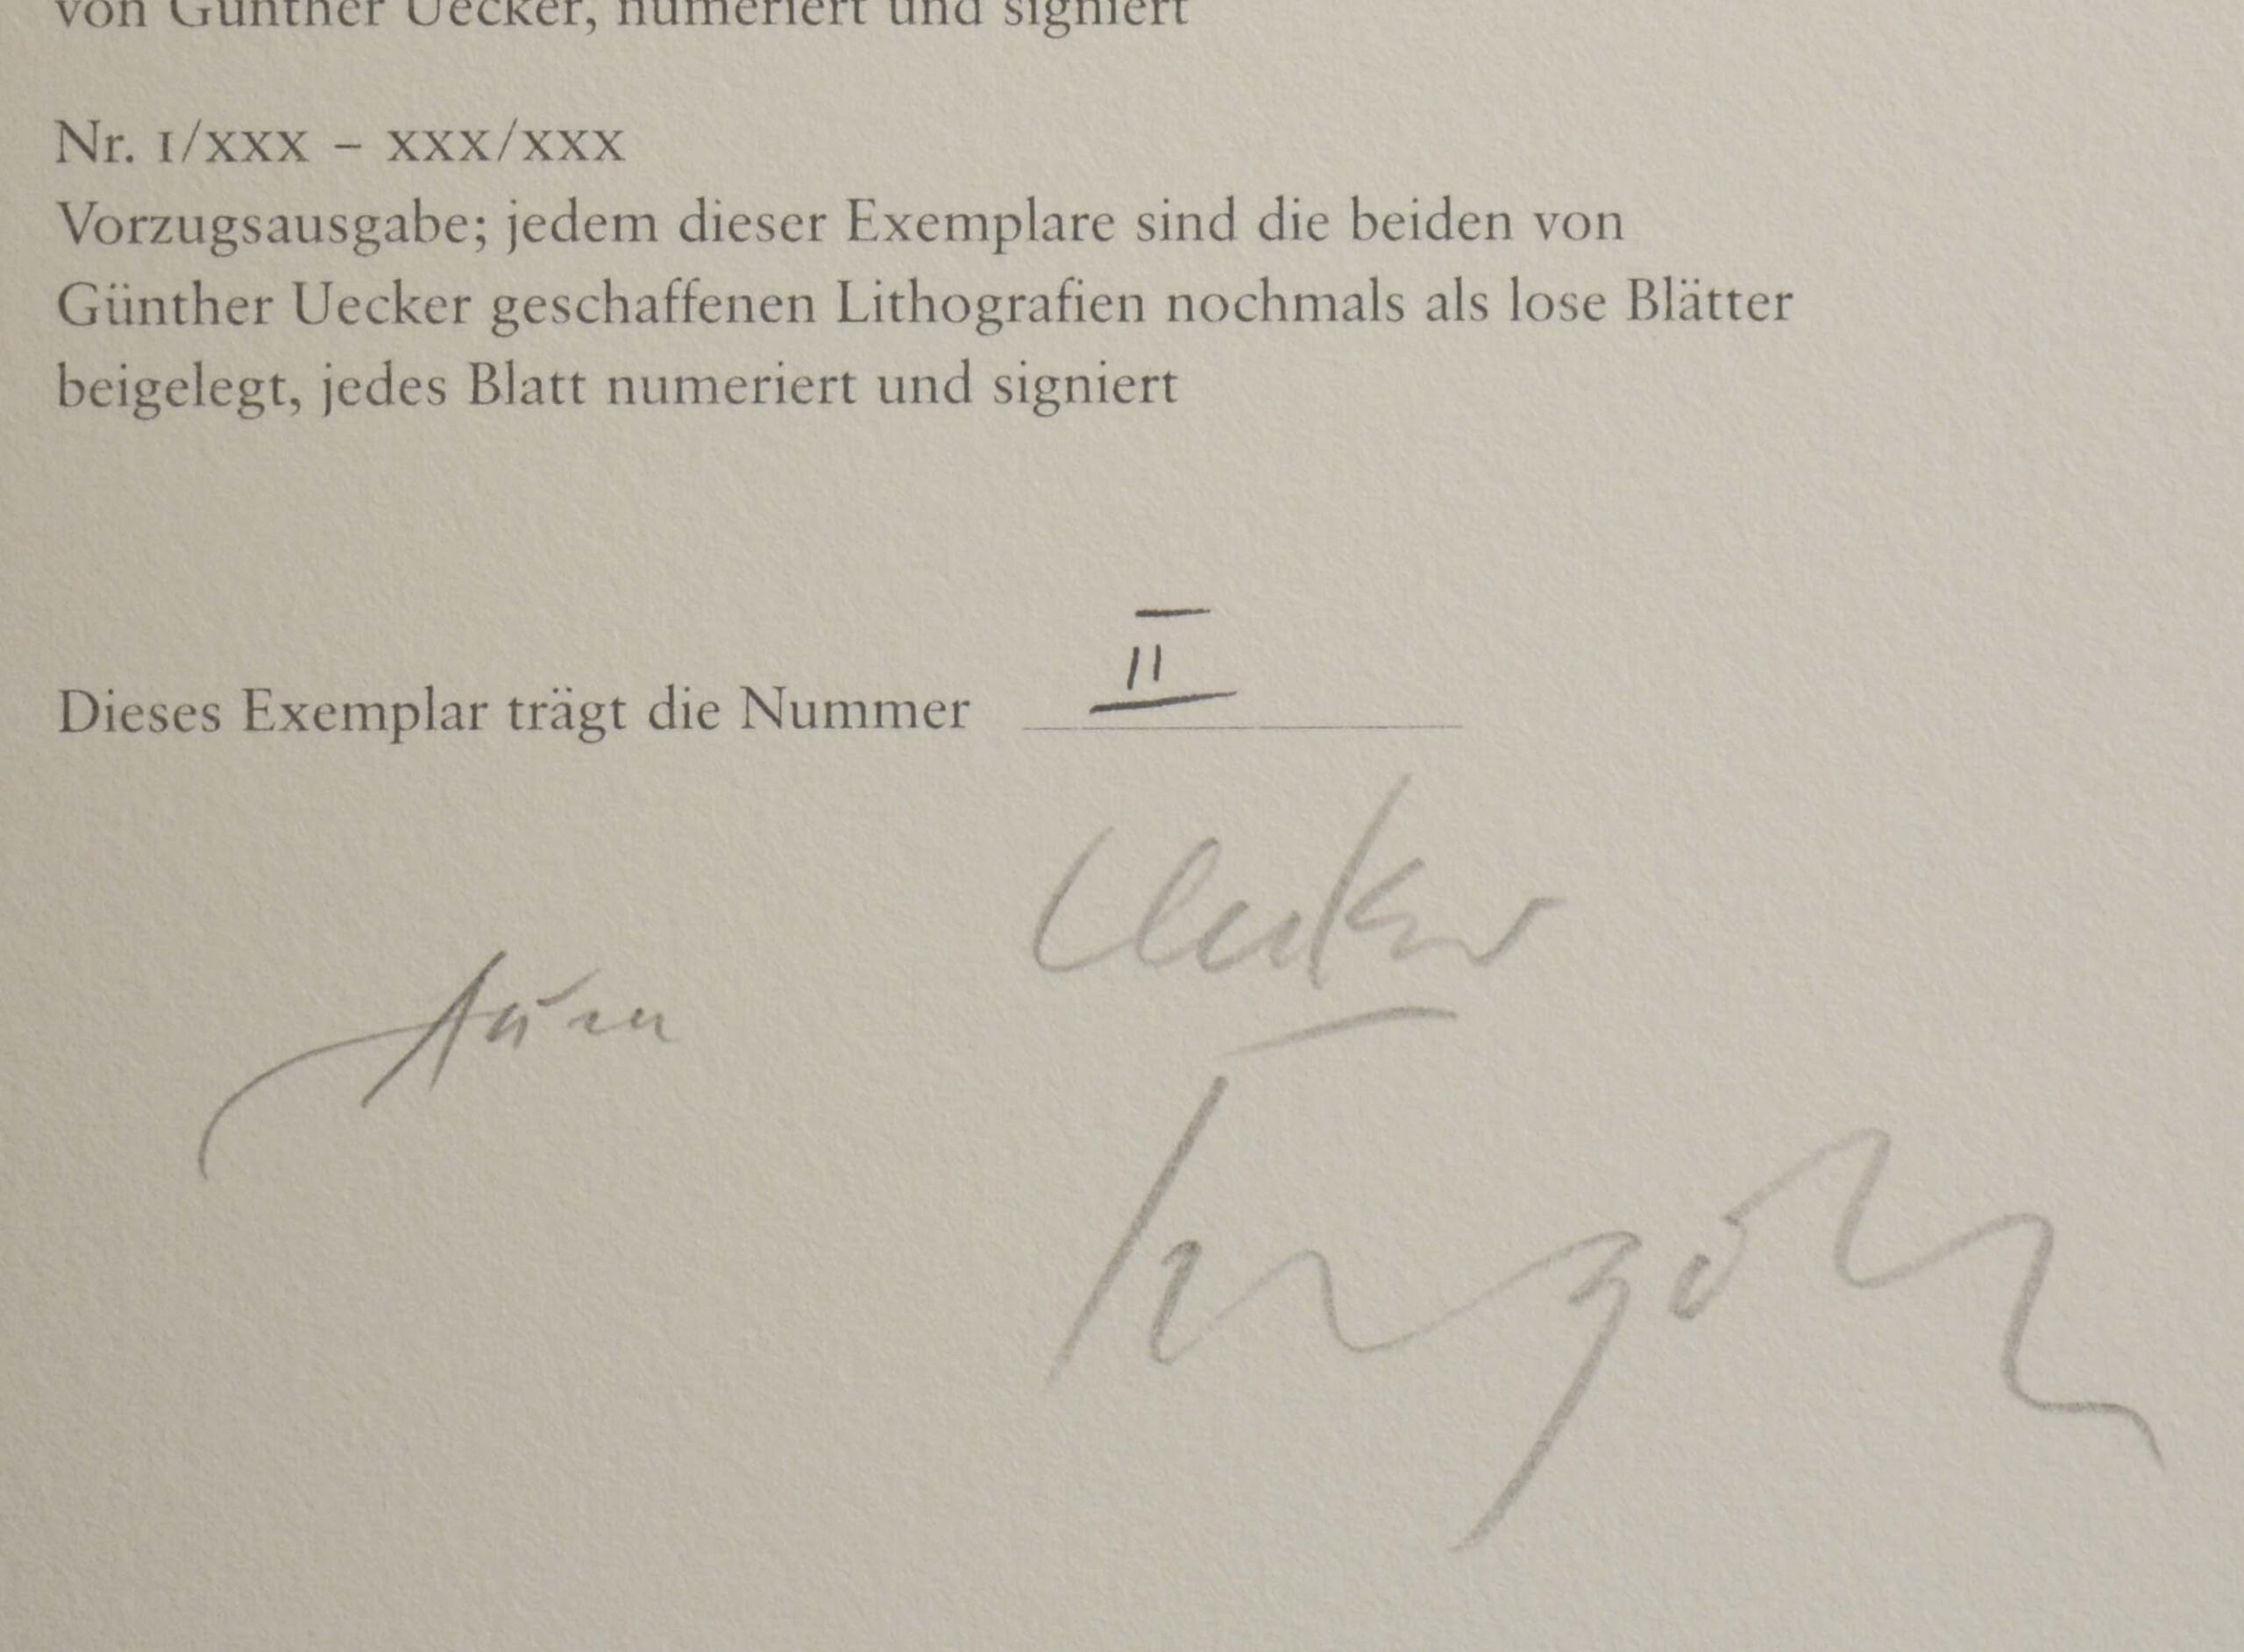 von Günther Uecker, numeriert und signiert
Nr. I/XXX – XXX/XXX
Vorzugsausgabe; jedem dieser Exemplare sind die beiden von
Günther Uecker geschaffenen Lithografien nochmals als lose Blätter
beigelegt, jedes Blatt numeriert und signiert
Dieses Exemplar trägt die Nummer II
Uecker